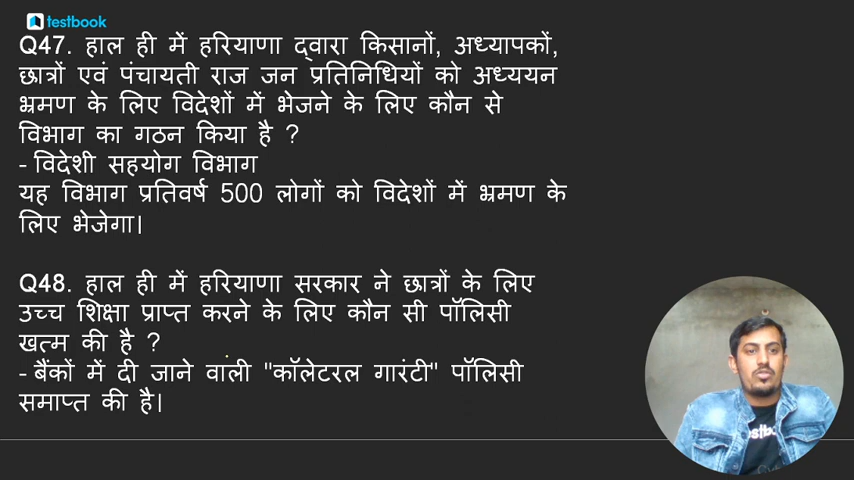 testbook
Q47. हाल ही में हरियाणा द्वारा किसानों, अध्यापकों,
छात्रों एवं पंचायती राज जन प्रतिनिधियों को अध्ययन
भ्रमण के लिए विदेशों में भेजने के लिए कौन से
विभाग का गठन किया है ?
- विदेशी सहयोग विभाग
यह विभाग प्रतिवर्ष 500 लोगों को विदेशों में भ्रमण के
लिए भेजेगा।
Q48. हाल ही में हरियाणा सरकार ने छात्रों के लिए
उच्च शिक्षा प्राप्त करने के लिए कौन सी पॉलिसी
खत्म की है ?
- बैंकों में दी जाने वाली "कॉलेटरल गारंटी" पॉलिसी
समाप्त की है।